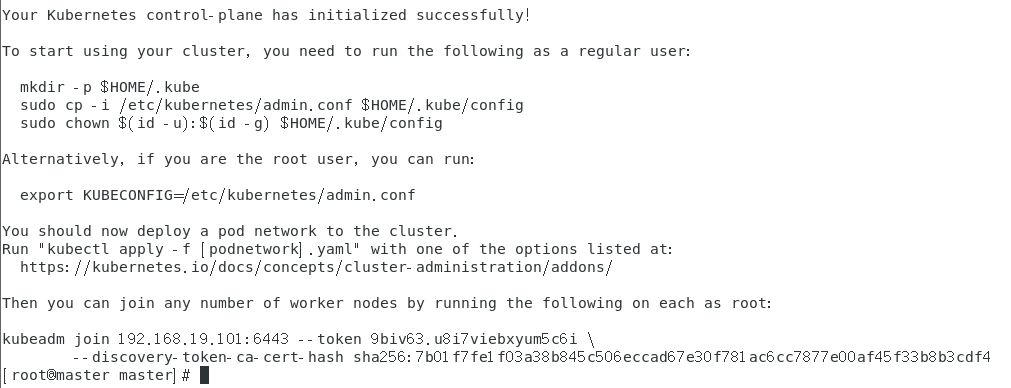 Your Kubernetes control-plane has initialized successfully!
To start using your cluster, you need to run the following as a regular user:
mkdir -p $HOME/.kube
sudo cp -i /etc/kubernetes/admin.conf $HOME/.kube/config
sudo chown $(id -u):$(id -g) $HOME/.kube/config
Alternatively, if you are the root user, you can run:
export KUBECONFIG=/etc/kubernetes/admin.conf
You should now deploy a pod network to the cluster.
Run "kubectl apply -f [podnetwork].yaml" with one of the options listed at:
https://kubernetes.io/docs/concepts/cluster-administration/addons/
Then you can join any number of worker nodes by running the following on each as root:
kubeadm join 192.168.19.101:6443 --token 9biv63.u8i7viebxyum5c6i \
--discovery-token-ca-cert-hash sha256:7b01f7fe1f03a38b845c506eccad67e30f781ac6cc7877e00af45f33b8b3cdf4
[root@master master]#